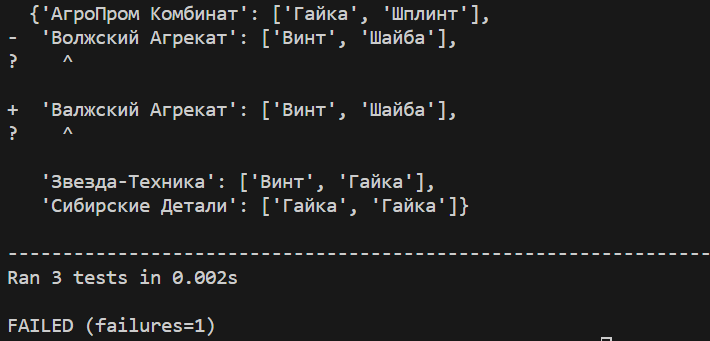 {'АгроПром Комбинат': ['Гайка', 'Шплинт'],
-  'Волжский Агрекат': ['Винт', 'Шайба'],
?    ^
+  'Валжский Агрекат': ['Винт', 'Шайба'],
?    ^
'Звезда-Техника': ['Винт', 'Гайка'],
'Сибирские Детали': ['Гайка', 'Гайка']}
----------------------------------------------------------------------
Ran 3 tests in 0.002s
FAILED (failures=1)